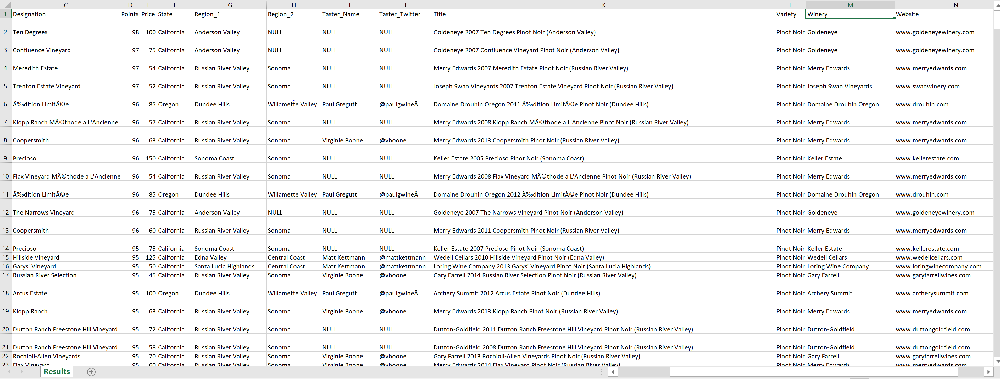 C D E F G H I J K L M N
1 Designation Points Price State Region_1 Region_2 Taster_Name Taster_Twitter Title Variety Winery Website
2 Ten Degrees 98 100 California Anderson Valley NULL NULL NULL Goldeneye 2007 Ten Degrees Pinot Noir (Anderson Valley) Pinot Noir Goldeneye www.goldeneyewinery.com
3 Confluence Vineyard 97 75 California Anderson Valley NULL NULL NULL Goldeneye 2007 Confluence Vineyard Pinot Noir (Anderson Valley) Pinot Noir Goldeneye www.goldeneyewinery.com
4 Meredith Estate 97 54 California Russian River Valley Sonoma NULL NULL Merry Edwards 2007 Meredith Estate Pinot Noir (Russian River Valley) Pinot Noir Merry Edwards www.merryedwards.com
5 Trenton Estate Vineyard 97 52 California Russian River Valley Sonoma NULL NULL Joseph Swan Vineyards 2007 Trenton Estate Vineyard Pinot Noir (Russian River Valley) Pinot Noir Joseph Swan Vineyards www.swanwinery.com
6 Ã‰dition LimitÃ©e 96 85 Oregon Dundee Hills Willamette Valley Paul Gregutt @paulgwineÂ Domaine Drouhin Oregon 2011 Ã‰dition LimitÃ©e Pinot Noir (Dundee Hills) Pinot Noir Domaine Drouhin Oregon www.drouhin.com
7 Klopp Ranch MÃ©thode a L'Ancienne 96 57 California Russian River Valley Sonoma NULL NULL Merry Edwards 2008 Klopp Ranch MÃ©thode a L'Ancienne Pinot Noir (Russian River Valley) Pinot Noir Merry Edwards www.merryedwards.com
8 Coopersmith 96 63 California Russian River Valley Sonoma Virginie Boone @vboone Merry Edwards 2013 Coopersmith Pinot Noir (Russian River Valley) Pinot Noir Merry Edwards www.merryedwards.com
9 Precioso 96 150 California Sonoma Coast Sonoma NULL NULL Keller Estate 2005 Precioso Pinot Noir (Sonoma Coast) Pinot Noir Keller Estate www.kellerestate.com
10 Flax Vineyard MÃ©thode a L'Ancienne 96 54 California Russian River Valley Sonoma NULL NULL Merry Edwards 2008 Flax Vineyard MÃ©thode a L'Ancienne Pinot Noir (Russian River Valley) Pinot Noir Merry Edwards www.merryedwards.com
11 Ã‰dition LimitÃ©e 96 85 Oregon Dundee Hills Willamette Valley Paul Gregutt @paulgwineÂ Domaine Drouhin Oregon 2012 Ã‰dition LimitÃ©e Pinot Noir (Dundee Hills) Pinot Noir Domaine Drouhin Oregon www.drouhin.com
12 The Narrows Vineyard 96 75 California Anderson Valley NULL NULL NULL Goldeneye 2007 The Narrows Vineyard Pinot Noir (Anderson Valley) Pinot Noir Goldeneye www.goldeneyewinery.com
13 Coopersmith 96 60 California Russian River Valley Sonoma NULL NULL Merry Edwards 2011 Coopersmith Pinot Noir (Russian River Valley) Pinot Noir Merry Edwards www.merryedwards.com
14 Precioso 95 75 California Sonoma Coast Sonoma NULL NULL Keller Estate 2007 Precioso Pinot Noir (Sonoma Coast) Pinot Noir Keller Estate www.kellerestate.com
15 Hillside Vineyard 95 125 California Edna Valley Central Coast Matt Kettmann @mattkettmann Wedell Cellars 2010 Hillside Vineyard Pinot Noir (Edna Valley) Pinot Noir Wedell Cellars www.wedellcellars.com
16 Garys' Vineyard 95 50 California Santa Lucia Highlands Central Coast Matt Kettmann @mattkettmann Loring Wine Company 2013 Garys' Vineyard Pinot Noir (Santa Lucia Highlands) Pinot Noir Loring Wine Company www.loringwinecompany.com
17 Russian River Selection 95 45 California Russian River Valley Sonoma Virginie Boone @vboone Gary Farrell 2014 Russian River Selection Pinot Noir (Russian River Valley) Pinot Noir Gary Farrell www.garyfarrellwines.com
18 Arcus Estate 95 100 Oregon Dundee Hills Willamette Valley Paul Gregutt @paulgwineÂ Archery Summit 2012 Arcus Estate Pinot Noir (Dundee Hills) Pinot Noir Archery Summit www.archerysummit.com
19 Klopp Ranch 95 63 California Russian River Valley Sonoma Virginie Boone @vboone Merry Edwards 2013 Klopp Ranch Pinot Noir (Russian River Valley) Pinot Noir Merry Edwards www.merryedwards.com
20 Dutton Ranch Freestone Hill Vineyard 95 72 California Russian River Valley Sonoma NULL NULL Dutton-Goldfield 2011 Dutton Ranch Freestone Hill Vineyard Pinot Noir (Russian River Valley) Pinot Noir Dutton-Goldfield www.duttongoldfield.com
21 Dutton Ranch Freestone Hill Vineyard 95 58 California Russian River Valley Sonoma NULL NULL Dutton-Goldfield 2008 Dutton Ranch Freestone Hill Vineyard Pinot Noir (Russian River Valley) Pinot Noir Dutton-Goldfield www.duttongoldfield.com
22 Rochioli-Allen Vineyards 95 70 California Russian River Valley Sonoma Virginie Boone @vboone Gary Farrell 2013 Rochioli-Allen Vineyards Pinot Noir (Russian River Valley) Pinot Noir Gary Farrell www.garyfarrellwines.com
23 Flax Vineyard 95 60 California Russian River Valley Sonoma Virginie Boone @vboone Merry Edwards 2014 Flax Vineyard Pinot Noir (Russian River Valley) Pinot Noir Merry Edwards www.merryedwards.com
Results